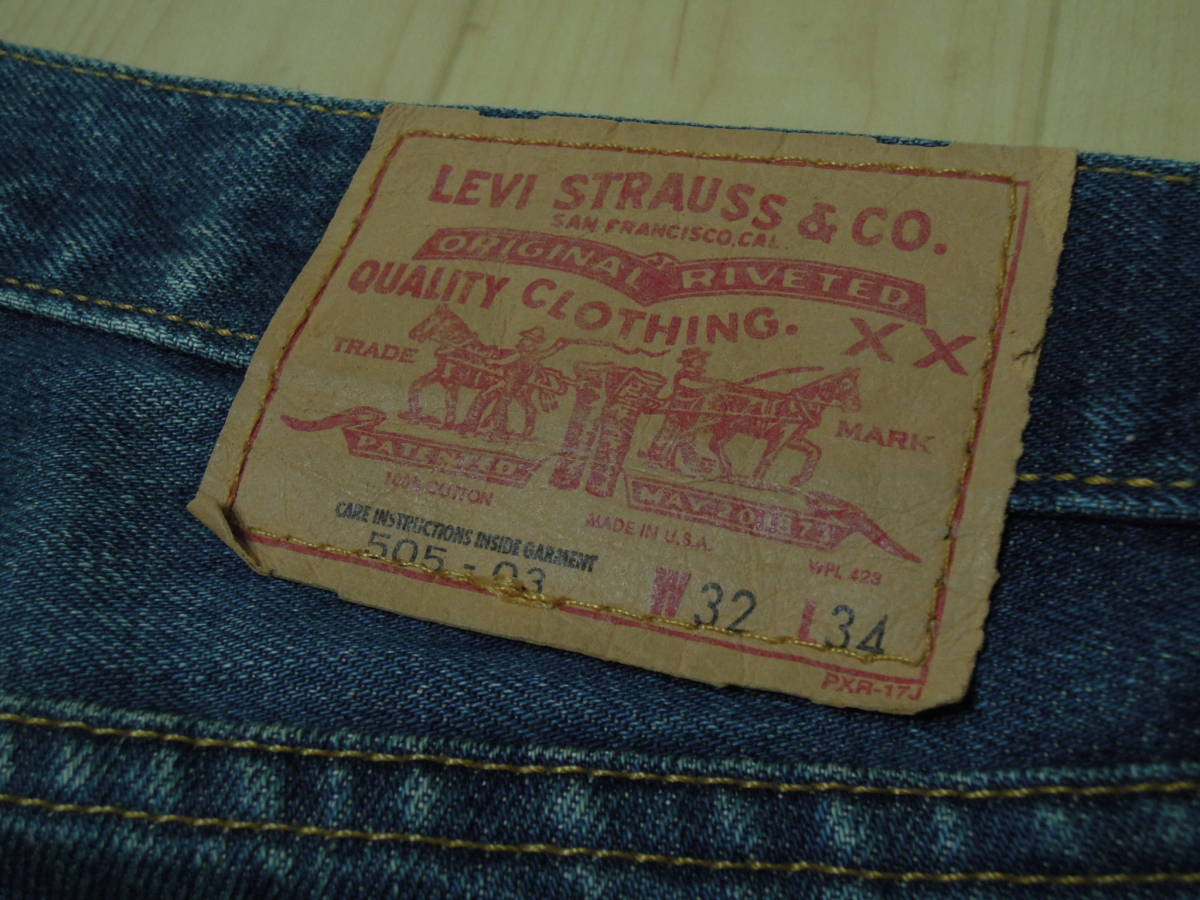 LEVI STRAUSS & CO.
SAN FRANCISCO, CAL.
ORIGINAL RIVETED
QUALITY CLOTHING.
XX
TRADE MARK
PATENTED MAY 20 1873
100% COTTON
MADE IN U.S.A.
WPL 423
CARE INSTRUCTIONS INSIDE GARMENT
505 - 03
W 32 L 34
PXR-17J